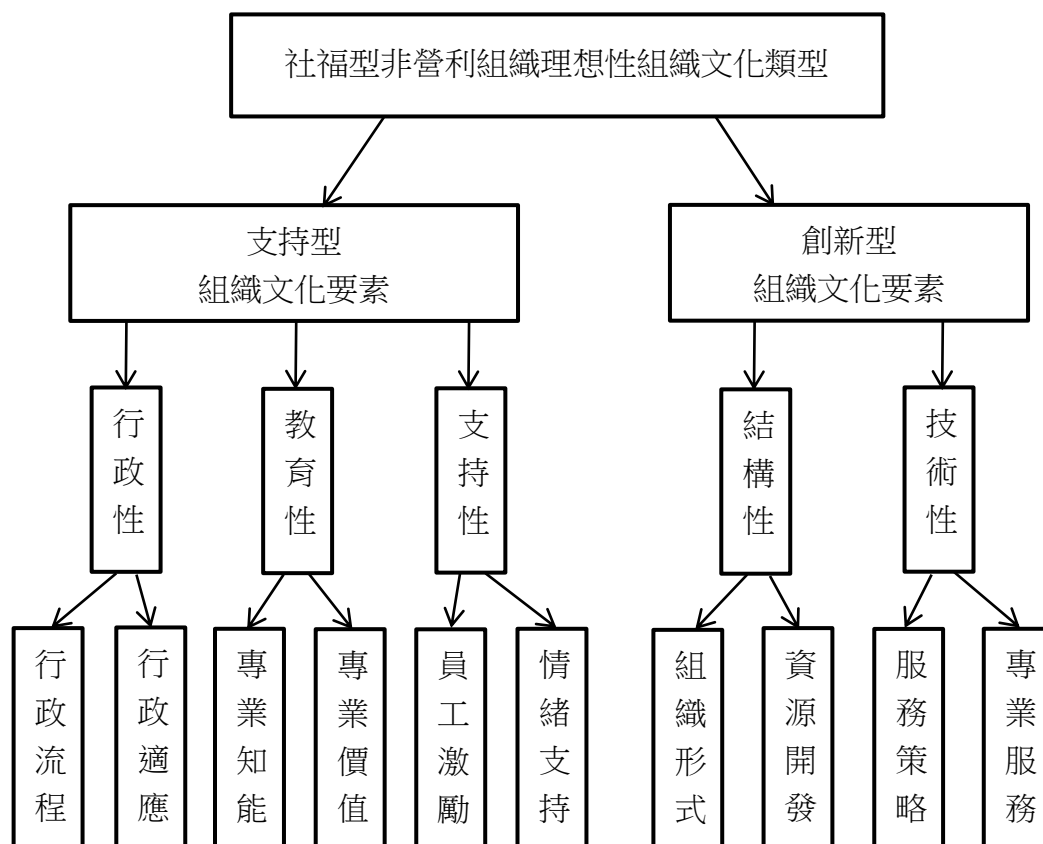 社福型非營利組織理想性組織文化類型
支持型
組織文化要素
創新型
組織文化要素
行政性
教育性
支持性
結構性
技術性
行政流程
行政適應
專業知能
專業價值
員工激勵
情緒支持
組織形式
資源開發
服務策略
專業服務